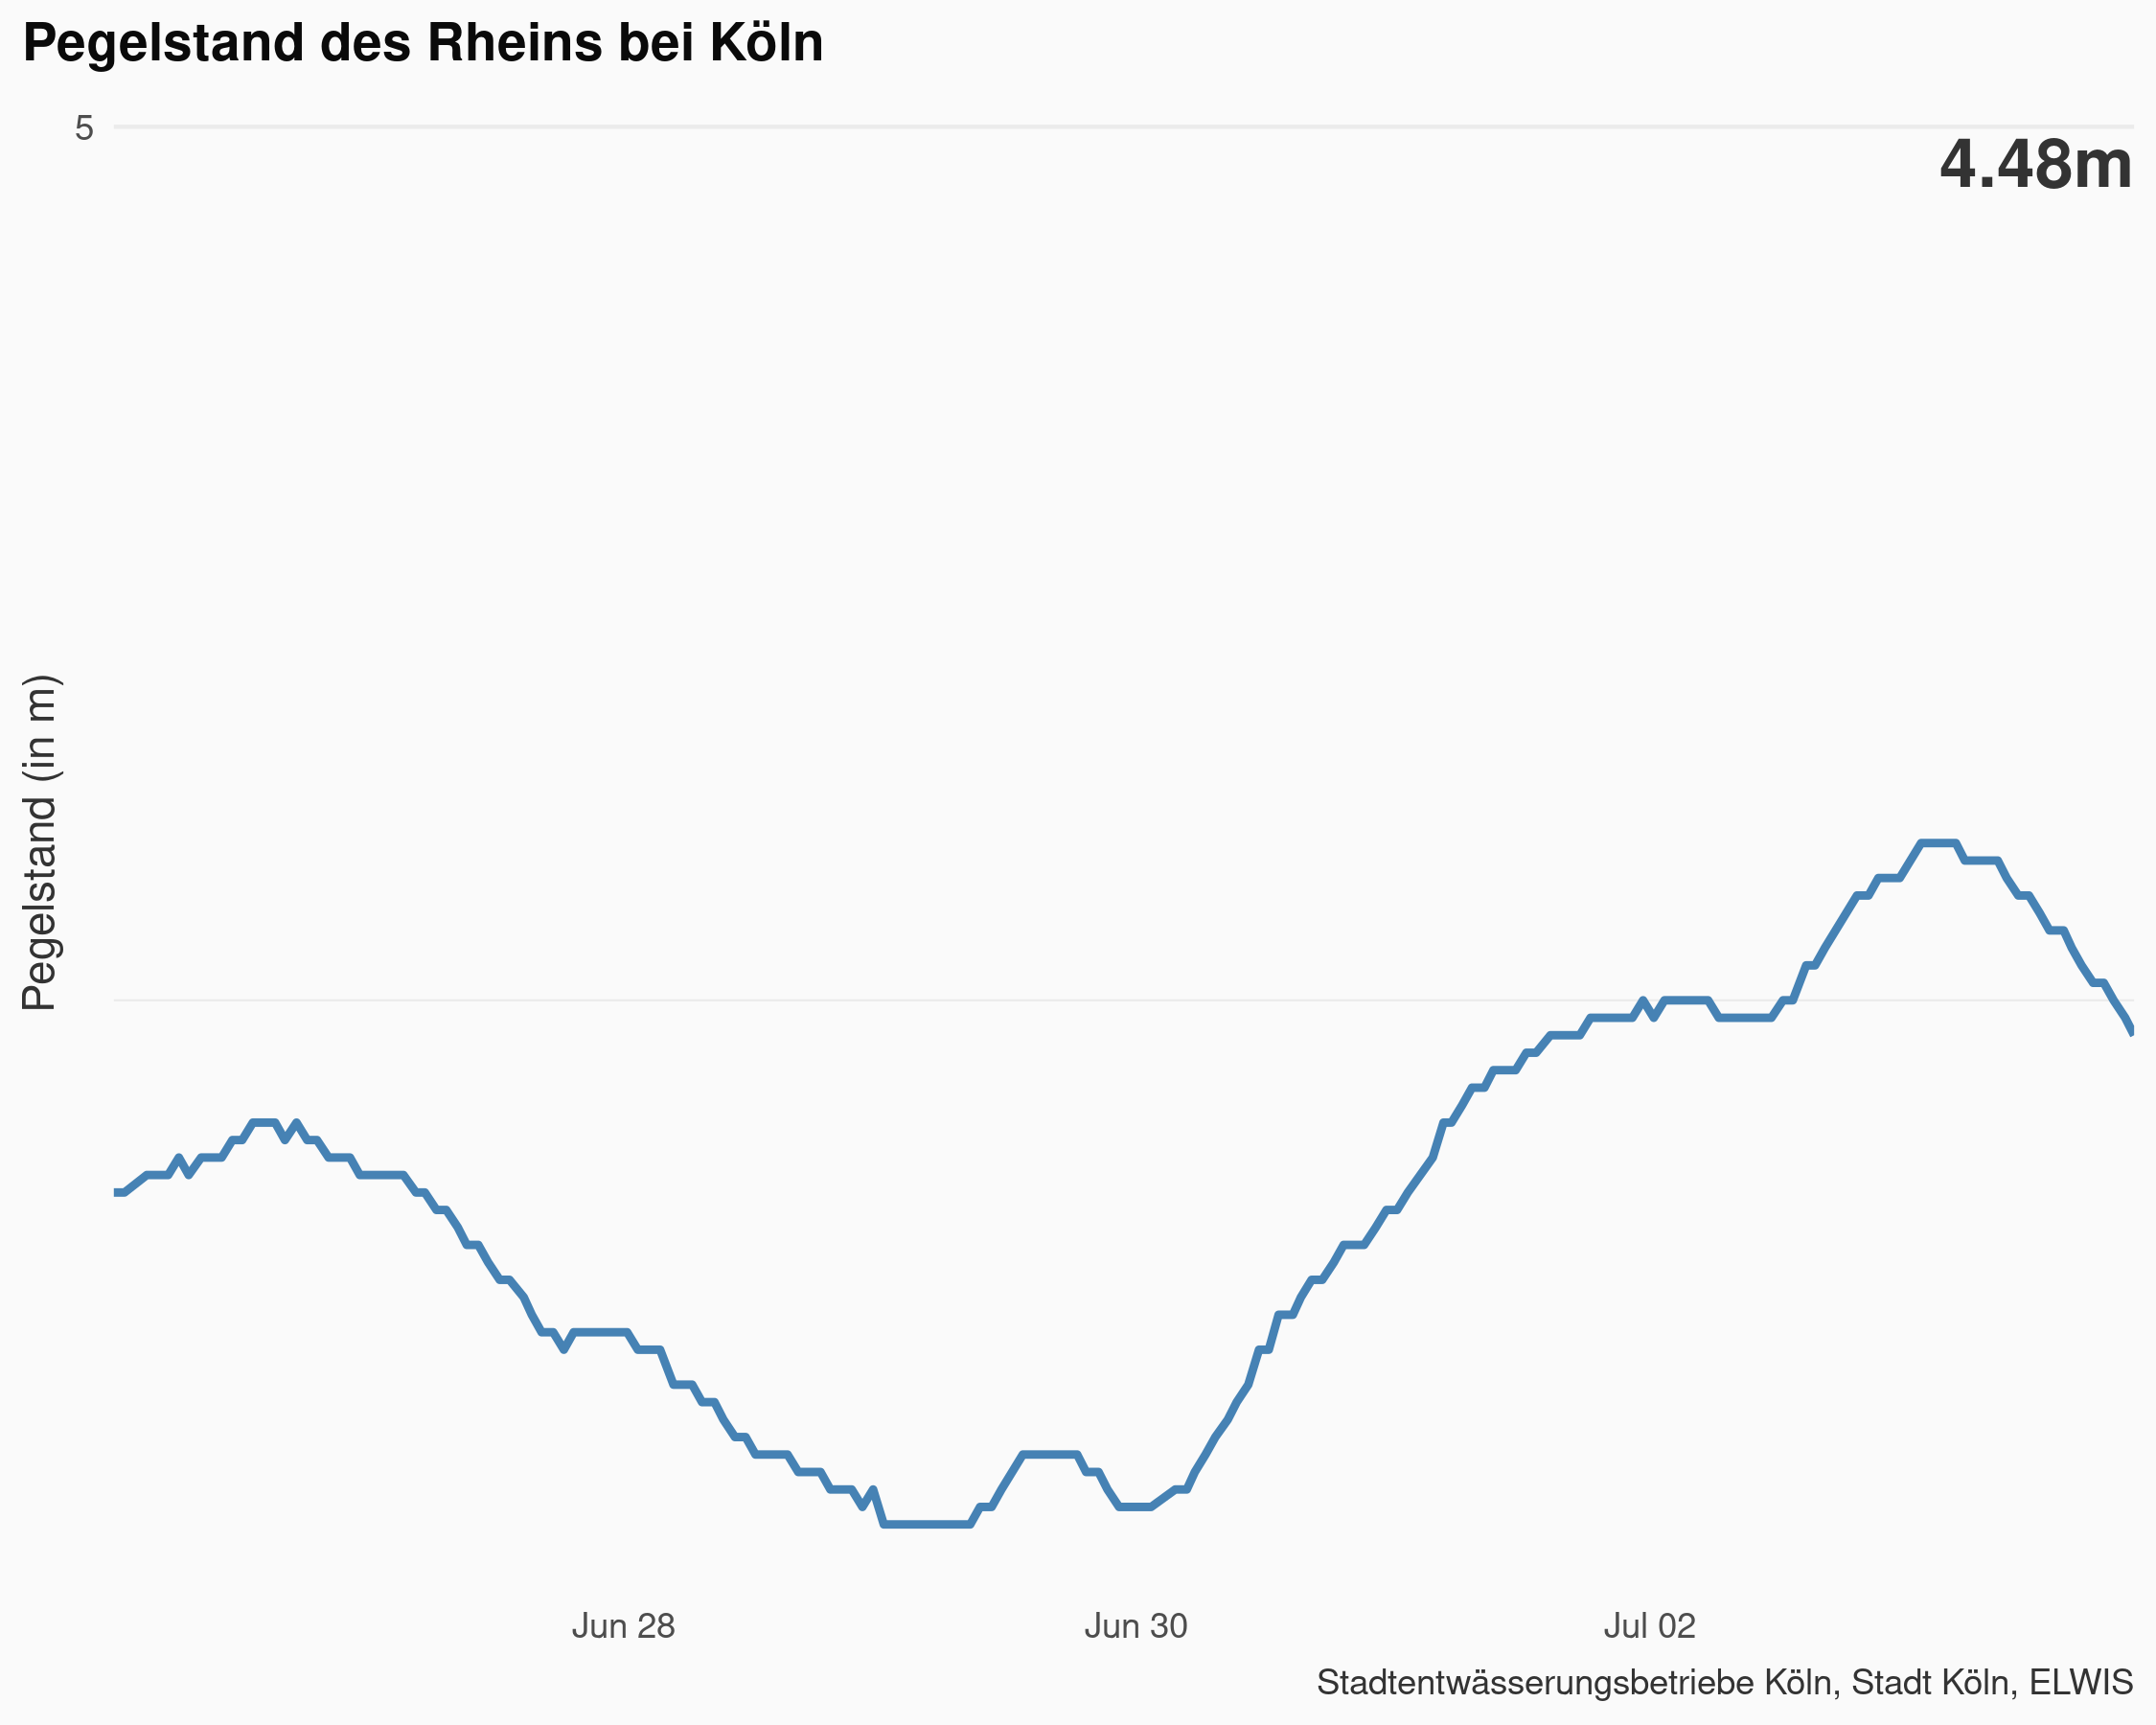 Pegelstand des Rheins bei Köln
5
4.48m
Pegelstand (in m)
Jun 28
Jun 30
Jul 02
Stadtentwässerungsbetriebe Köln, Stadt Köln, ELWIS